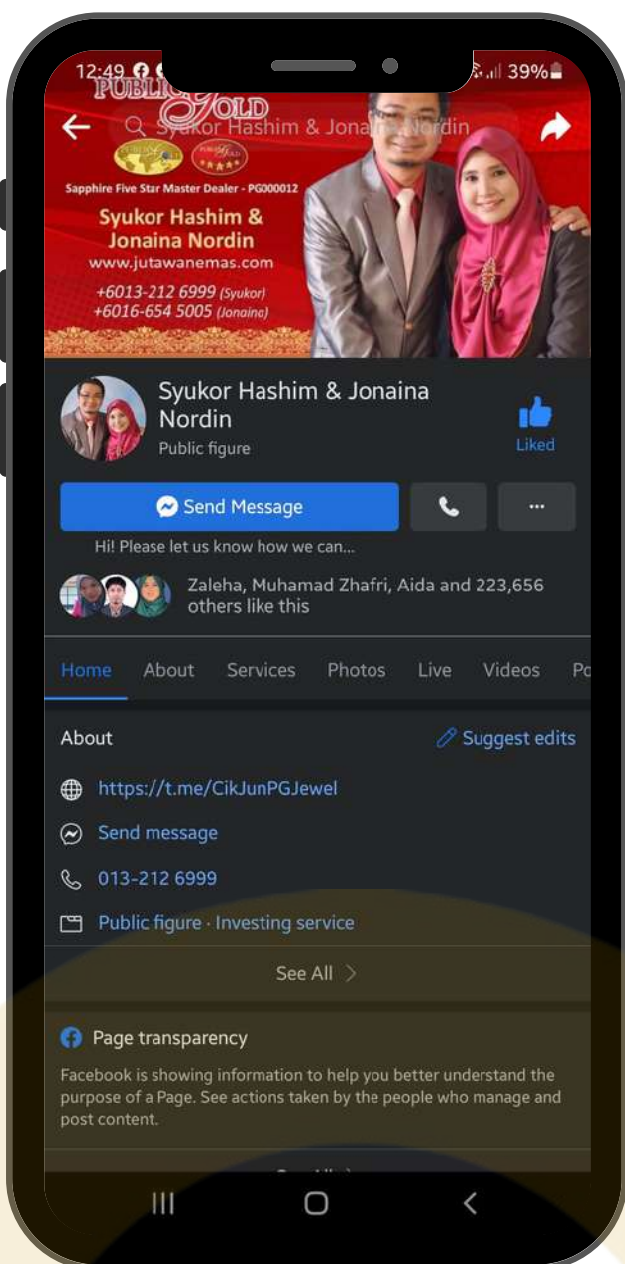 12:49
39%
PUBLIC GOLD
Syukor Hashim & Jonaina Nordin
Sapphire Five Star Master Dealer - PG000012
Syukor Hashim &
Jonaina Nordin
www.jutawanemas.com
+6013-212 6999 (Syukor)
+6016-654 5005 (Jonaina)
Syukor Hashim & Jonaina
Nordin
Public figure
Liked
Send Message
Hi! Please let us know how we can...
Zaleha, Muhamad Zhafri, Aida and 223,656
others like this
Home About Services Photos Live Videos Po
About
Suggest edits
https://t.me/CikJunPGJewel
Send message
013-212 6999
Public figure · Investing service
See All
Page transparency
Facebook is showing information to help you better understand the
purpose of a Page. See actions taken by the people who manage and
post content.